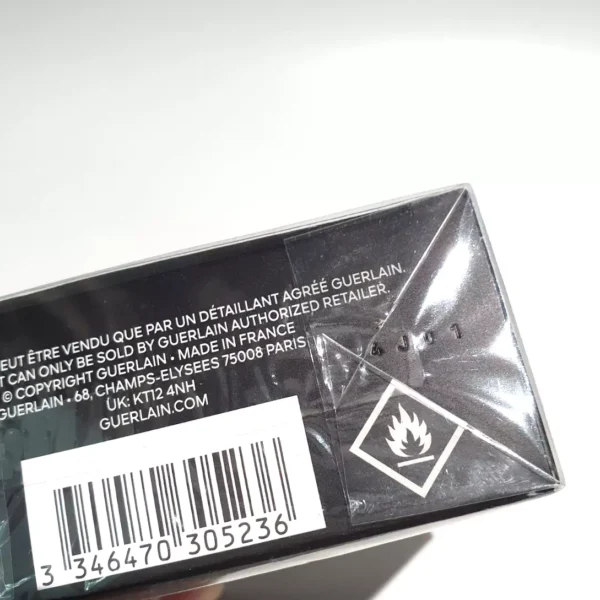 EUT ÊTRE VENDU QUE PAR UN DÉTAILLANT AGRÉÉ GUERLAIN.
T CAN ONLY BE SOLD BY GUERLAIN AUTHORIZED RETAILER.
© COPYRIGHT GUERLAIN • MADE IN FRANCE
GUERLAIN • 68, CHAMPS-ELYSEES 75008 PARIS
UK: KT12 4NH
GUERLAIN.COM
4J01
3 346470 305236